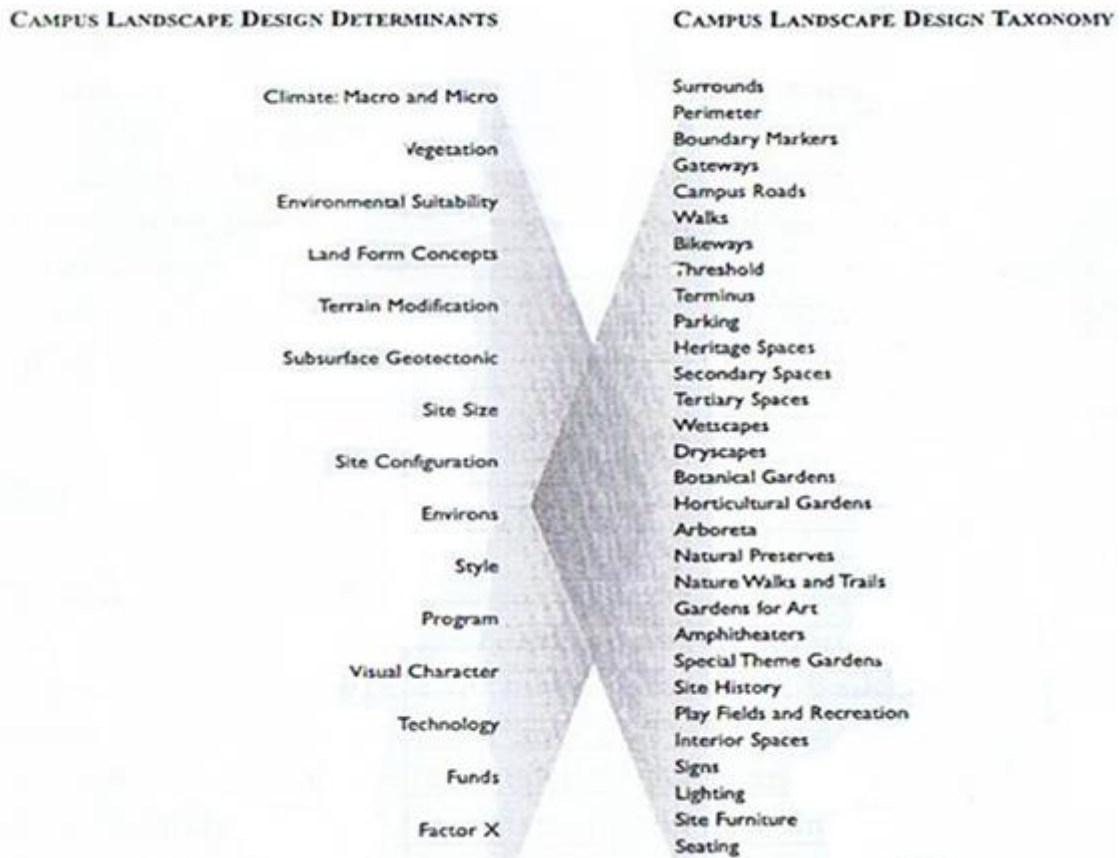 CAMPUS LANDSCAPE DESIGN DETERMINANTS
Climate: Macro and Micro
Vegetation
Environmental Suitability
Land Form Concepts
Terrain Modification
Subsurface Geotectonic
Site Size
Site Configuration
Environs
Style
Program
Visual Character
Technology
Funds
Factor X
CAMPUS LANDSCAPE DESIGN TAXONOMY
Surrounds
Perimeter
Boundary Markers
Gateways
Campus Roads
Walks
Bikeways
Threshold
Terminus
Parking
Heritage Spaces
Secondary Spaces
Tertiary Spaces
Wetscapes
Dryscapes
Botanical Gardens
Horticultural Gardens
Arboreta
Natural Preserves
Nature Walks and Trails
Gardens for Art
Amphitheaters
Special Theme Gardens
Site History
Play Fields and Recreation
Interior Spaces
Signs
Lighting
Site Furniture
Seating